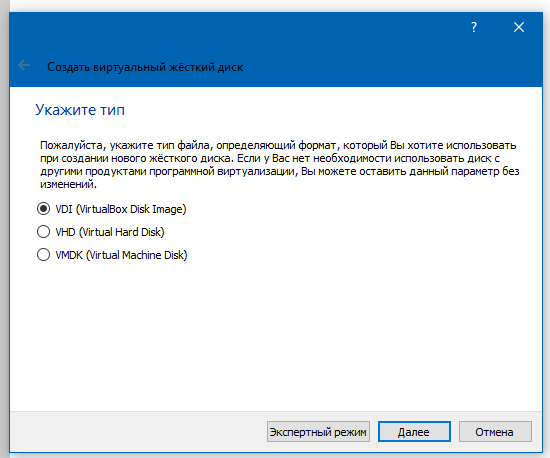 ?
Создать виртуальный жёсткий диск
Укажите тип
Пожалуйста, укажите тип файла, определяющий формат, который Вы хотите использовать
при создании нового жёсткого диска. Если у Вас нет необходимости использовать диск с
другими продуктами программной виртуализации, Вы можете оставить данный параметр без
изменений.
VDI (VirtualBox Disk Image)
VHD (Virtual Hard Disk)
VMDK (Virtual Machine Disk)
Экспертный режим Далее Отмена